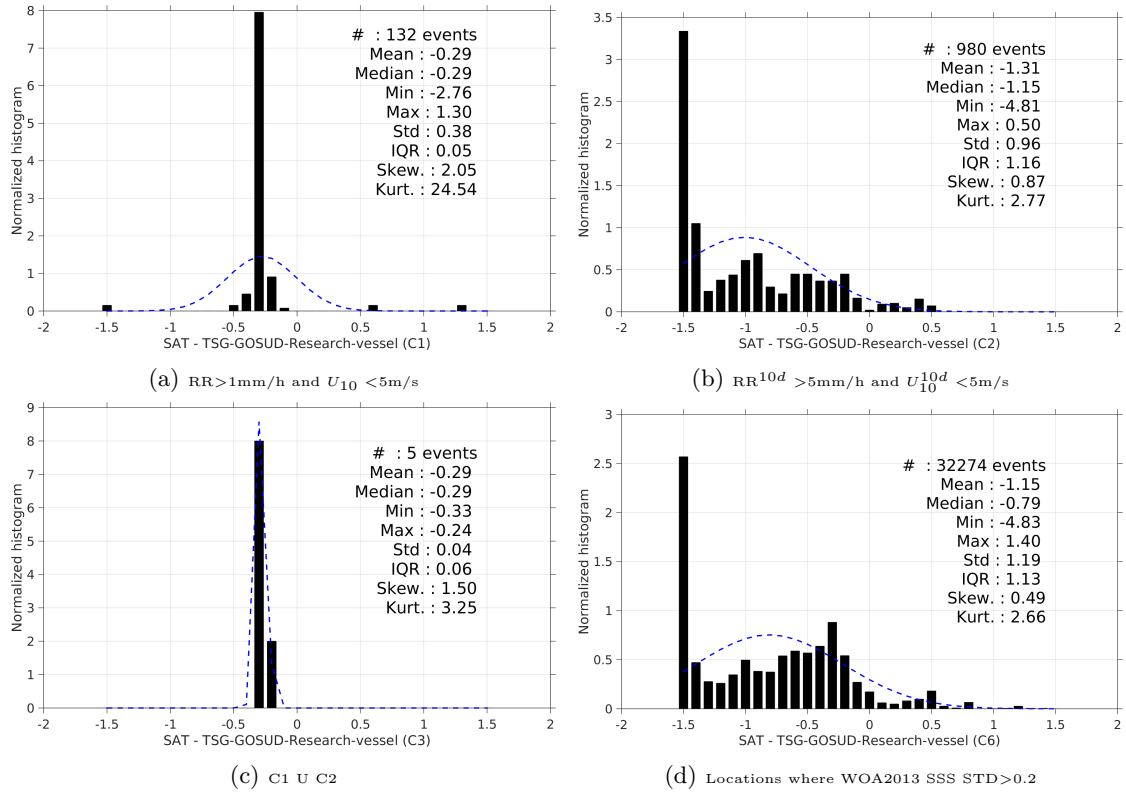 8
7
6
5
4
3
2
1
0
Normalized histogram
# : 132 events
Mean : -0.29
Median : -0.29
Min : -2.76
Max : 1.30
Std : 0.38
IQR : 0.05
Skew. : 2.05
Kurt. : 24.54
-2 -1.5 -1 -0.5 0 0.5 1 1.5 2
SAT - TSG-GOSUD-Research-vessel (C1)
(a) RR>1mm/h and U10 <5m/s
3.5
3
2.5
2
1.5
1
0.5
0
Normalized histogram
# : 980 events
Mean : -1.31
Median : -1.15
Min : -4.81
Max : 0.50
Std : 0.96
IQR : 1.16
Skew. : 0.87
Kurt. : 2.77
-2 -1.5 -1 -0.5 0 0.5 1 1.5 2
SAT - TSG-GOSUD-Research-vessel (C2)
(b) RR^10d >5mm/h and U10^10d <5m/s
9
8
7
6
5
4
3
2
1
0
Normalized histogram
# : 5 events
Mean : -0.29
Median : -0.29
Min : -0.33
Max : -0.24
Std : 0.04
IQR : 0.06
Skew. : 1.50
Kurt. : 3.25
-2 -1.5 -1 -0.5 0 0.5 1 1.5 2
SAT - TSG-GOSUD-Research-vessel (C3)
(c) C1 U C2
3
2.5
2
1.5
1
0.5
0
Normalized histogram
# : 32274 events
Mean : -1.15
Median : -0.79
Min : -4.83
Max : 1.40
Std : 1.19
IQR : 1.13
Skew. : 0.49
Kurt. : 2.66
-2 -1.5 -1 -0.5 0 0.5 1 1.5 2
SAT - TSG-GOSUD-Research-vessel (C6)
(d) Locations where WOA2013 SSS STD>0.2